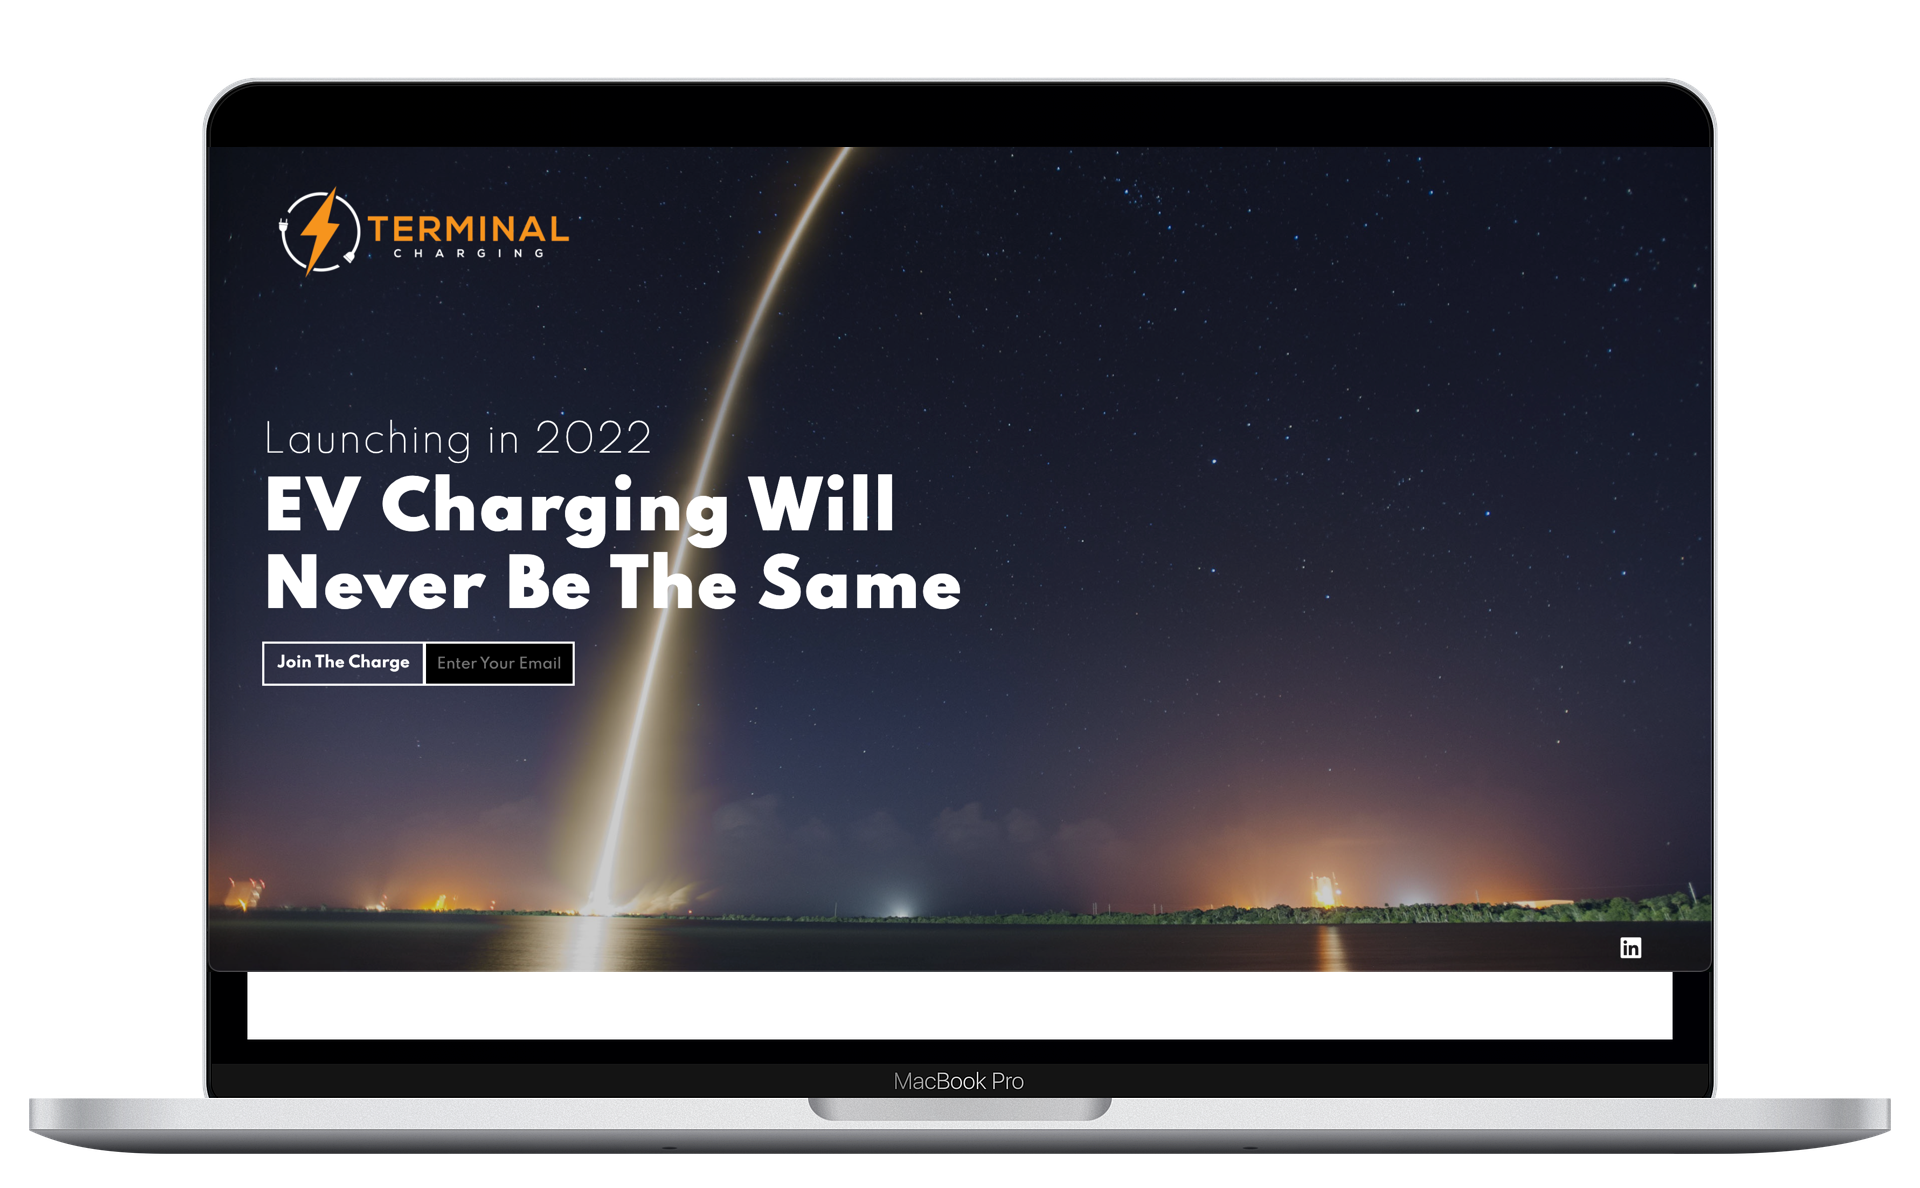 TERMINAL
CHARGING
Launching in 2022
EV Charging Will
Never Be The Same
Join The Charge
Enter Your Email
in
MacBook Pro